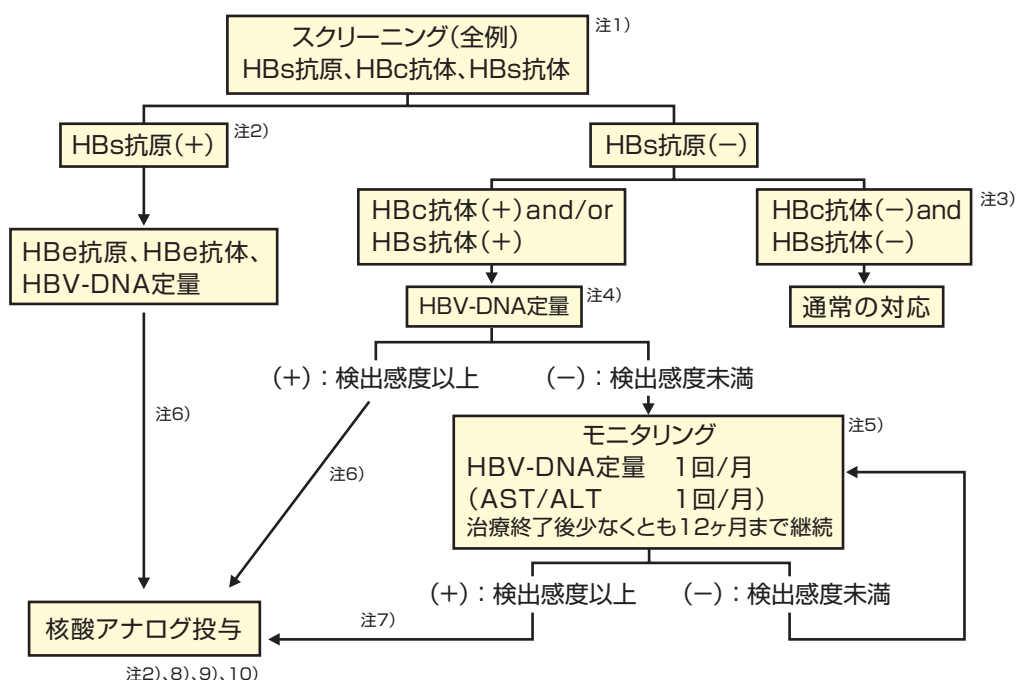 スクリーニング(全例)
HBs抗原、HBc抗体、HBs抗体
注1)
HBs抗原(+)
注2)
HBs抗原(−)
HBe抗原、HBe抗体、
HBV-DNA定量
HBc抗体(+)and/or
HBs抗体(+)
HBc抗体(−)and
HBs抗体(−)
注3)
HBV-DNA定量
注4)
通常の対応
(+):検出感度以上
(−):検出感度未満
注6)
注6)
モニタリング
HBV-DNA定量 1回/月
(AST/ALT 1回/月)
治療終了後少なくとも12ヶ月まで継続
注5)
(+):検出感度以上
(−):検出感度未満
注7)
核酸アナログ投与
注2)、8)、9)、10)